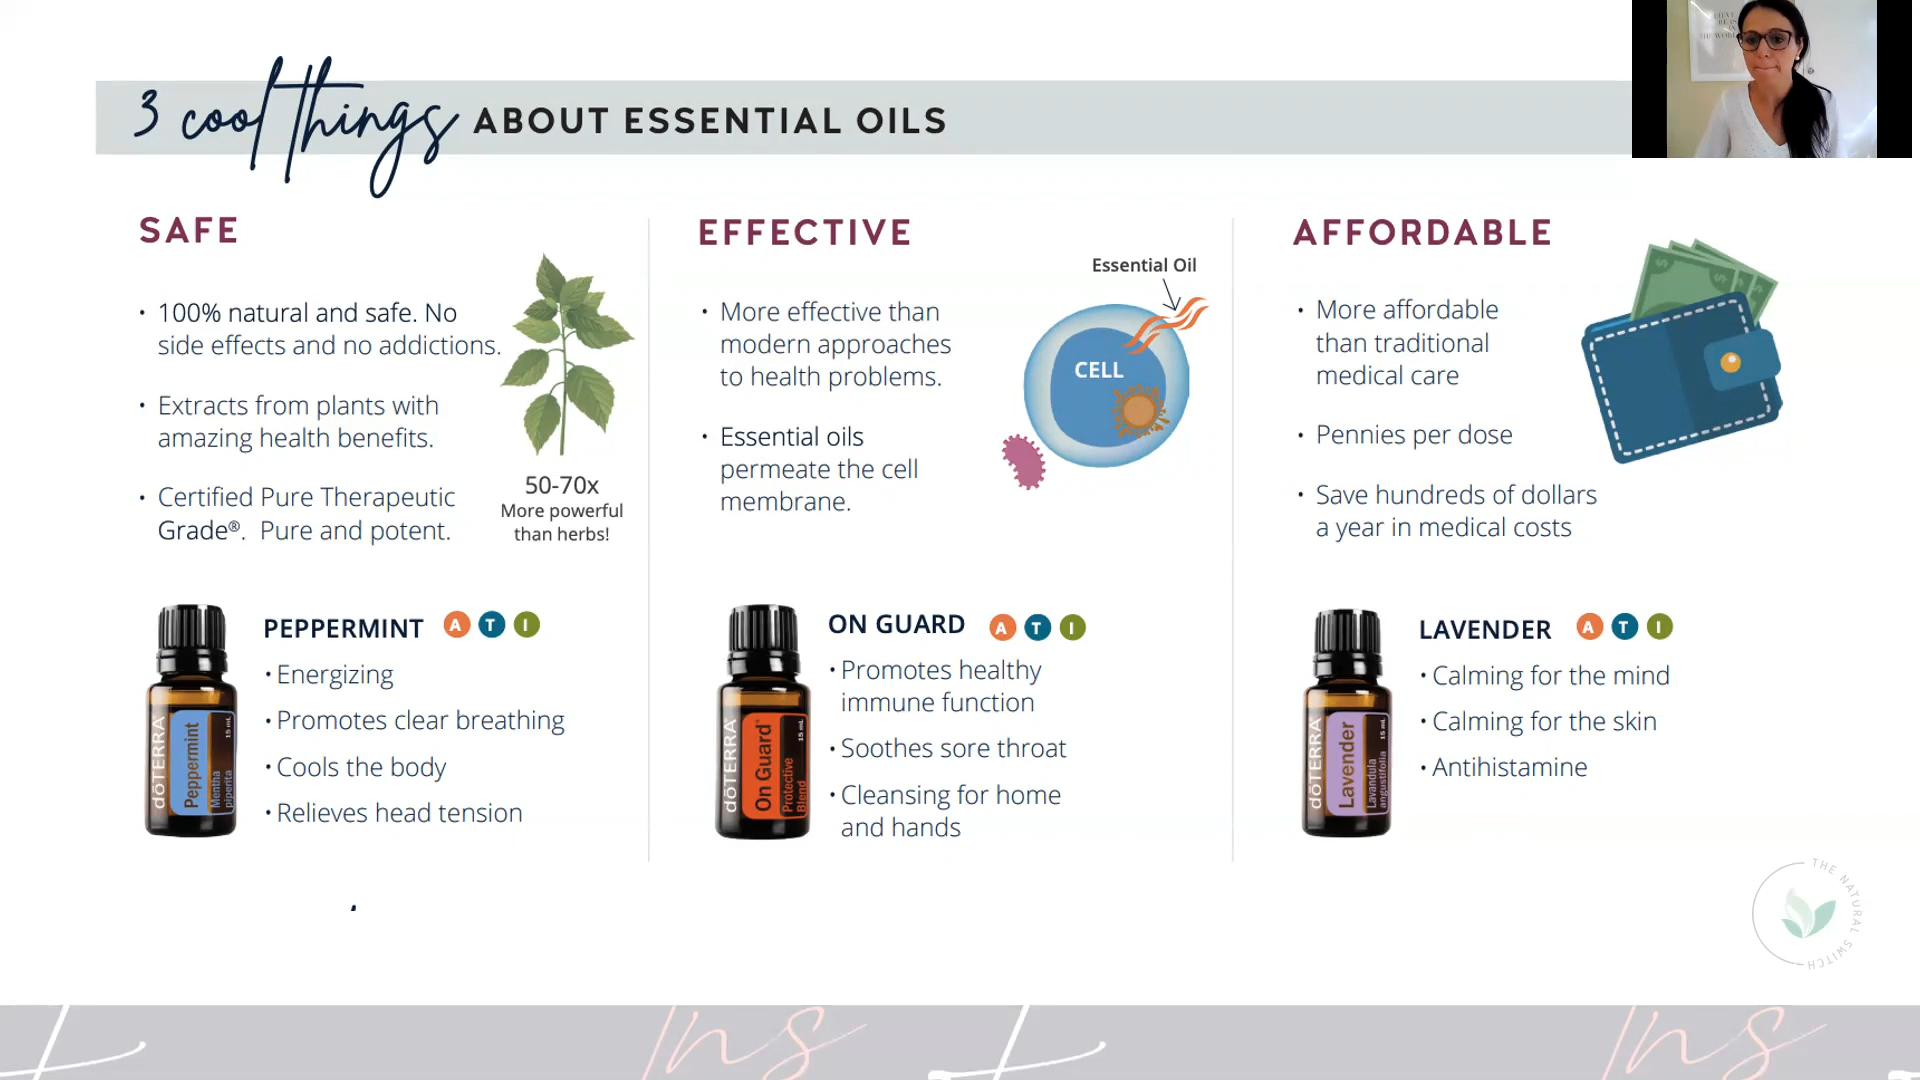 3 cool things ABOUT ESSENTIAL OILS
SAFE
• 100% natural and safe. No
side effects and no addictions.
• Extracts from plants with
amazing health benefits.
• Certified Pure Therapeutic
Grade®. Pure and potent.
50-70x
More powerful
than herbs!
PEPPERMINT A T I
• Energizing
• Promotes clear breathing
• Cools the body
• Relieves head tension
dōTERRA
Peppermint
Mentha
piperita
15 mL
EFFECTIVE
• More effective than
modern approaches
to health problems.
• Essential oils
permeate the cell
membrane.
Essential Oil
CELL
ON GUARD A T I
• Promotes healthy
immune function
• Soothes sore throat
• Cleansing for home
and hands
dōTERRA
On Guard™
Protective
Blend
15 mL
AFFORDABLE
• More affordable
than traditional
medical care
• Pennies per dose
• Save hundreds of dollars
a year in medical costs
LAVENDER A T I
• Calming for the mind
• Calming for the skin
• Antihistamine
dōTERRA
Lavender
Lavandula
angustifolia
15 mL
THE NATURAL SWITCH